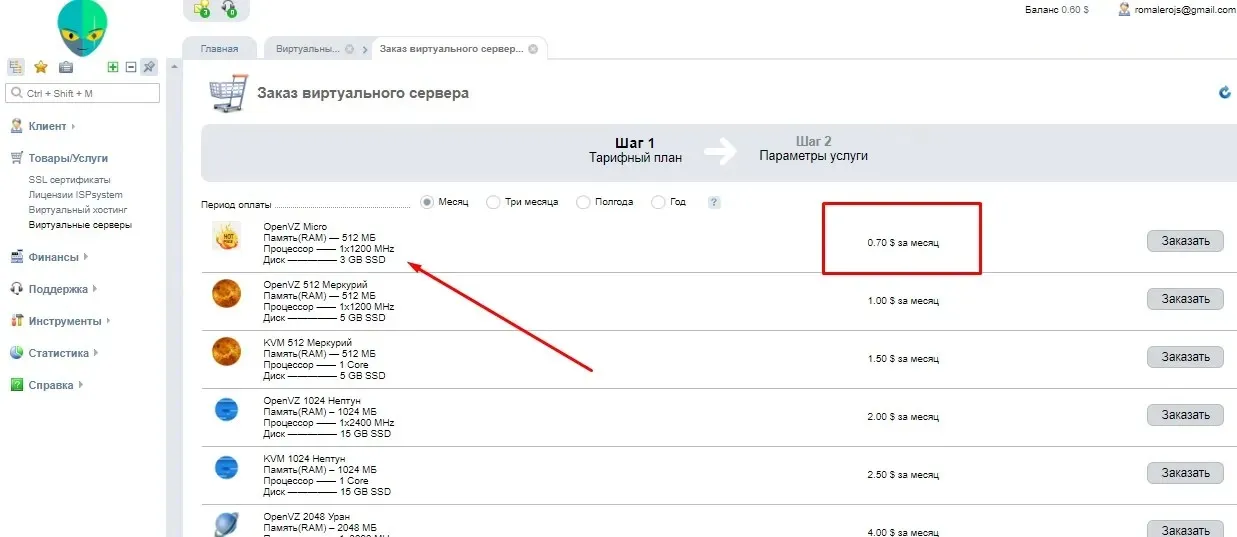 3
0
Баланс 0.60 $
romalerojs@gmail.com
Главная
Виртуальны...
Заказ виртуального сервера...
Ctrl + Shift + M
Заказ виртуального сервера
Клиент
Товары/Услуги
SSL сертификаты
Лицензии ISPsystem
Виртуальный хостинг
Виртуальные серверы
Финансы
Поддержка
Инструменты
Статистика
Справка
Шаг 1
Тарифный план
Шаг 2
Параметры услуги
Период оплаты
Месяц
Три месяца
Полгода
Год
?
OpenVZ Micro
Память(RAM) — 512 МБ
Процессор —— 1x1200 MHz
Диск ————— 3 GB SSD
0.70 $ за месяц
Заказать
OpenVZ 512 Меркурий
Память(RAM) — 512 МБ
Процессор —— 1x1200 MHz
Диск ————— 5 GB SSD
1.00 $ за месяц
Заказать
KVM 512 Меркурий
Память(RAM) — 512 МБ
Процессор —— 1 Core
Диск ————— 5 GB SSD
1.50 $ за месяц
Заказать
OpenVZ 1024 Нептун
Память(RAM) – 1024 МБ
Процессор —— 1x2400 MHz
Диск ————— 15 GB SSD
2.00 $ за месяц
Заказать
KVM 1024 Нептун
Память(RAM) – 1024 МБ
Процессор —— 1 Core
Диск ————— 15 GB SSD
2.50 $ за месяц
Заказать
OpenVZ 2048 Уран
Память(RAM) – 2048 МБ
4.00 $ за месяц
Заказать